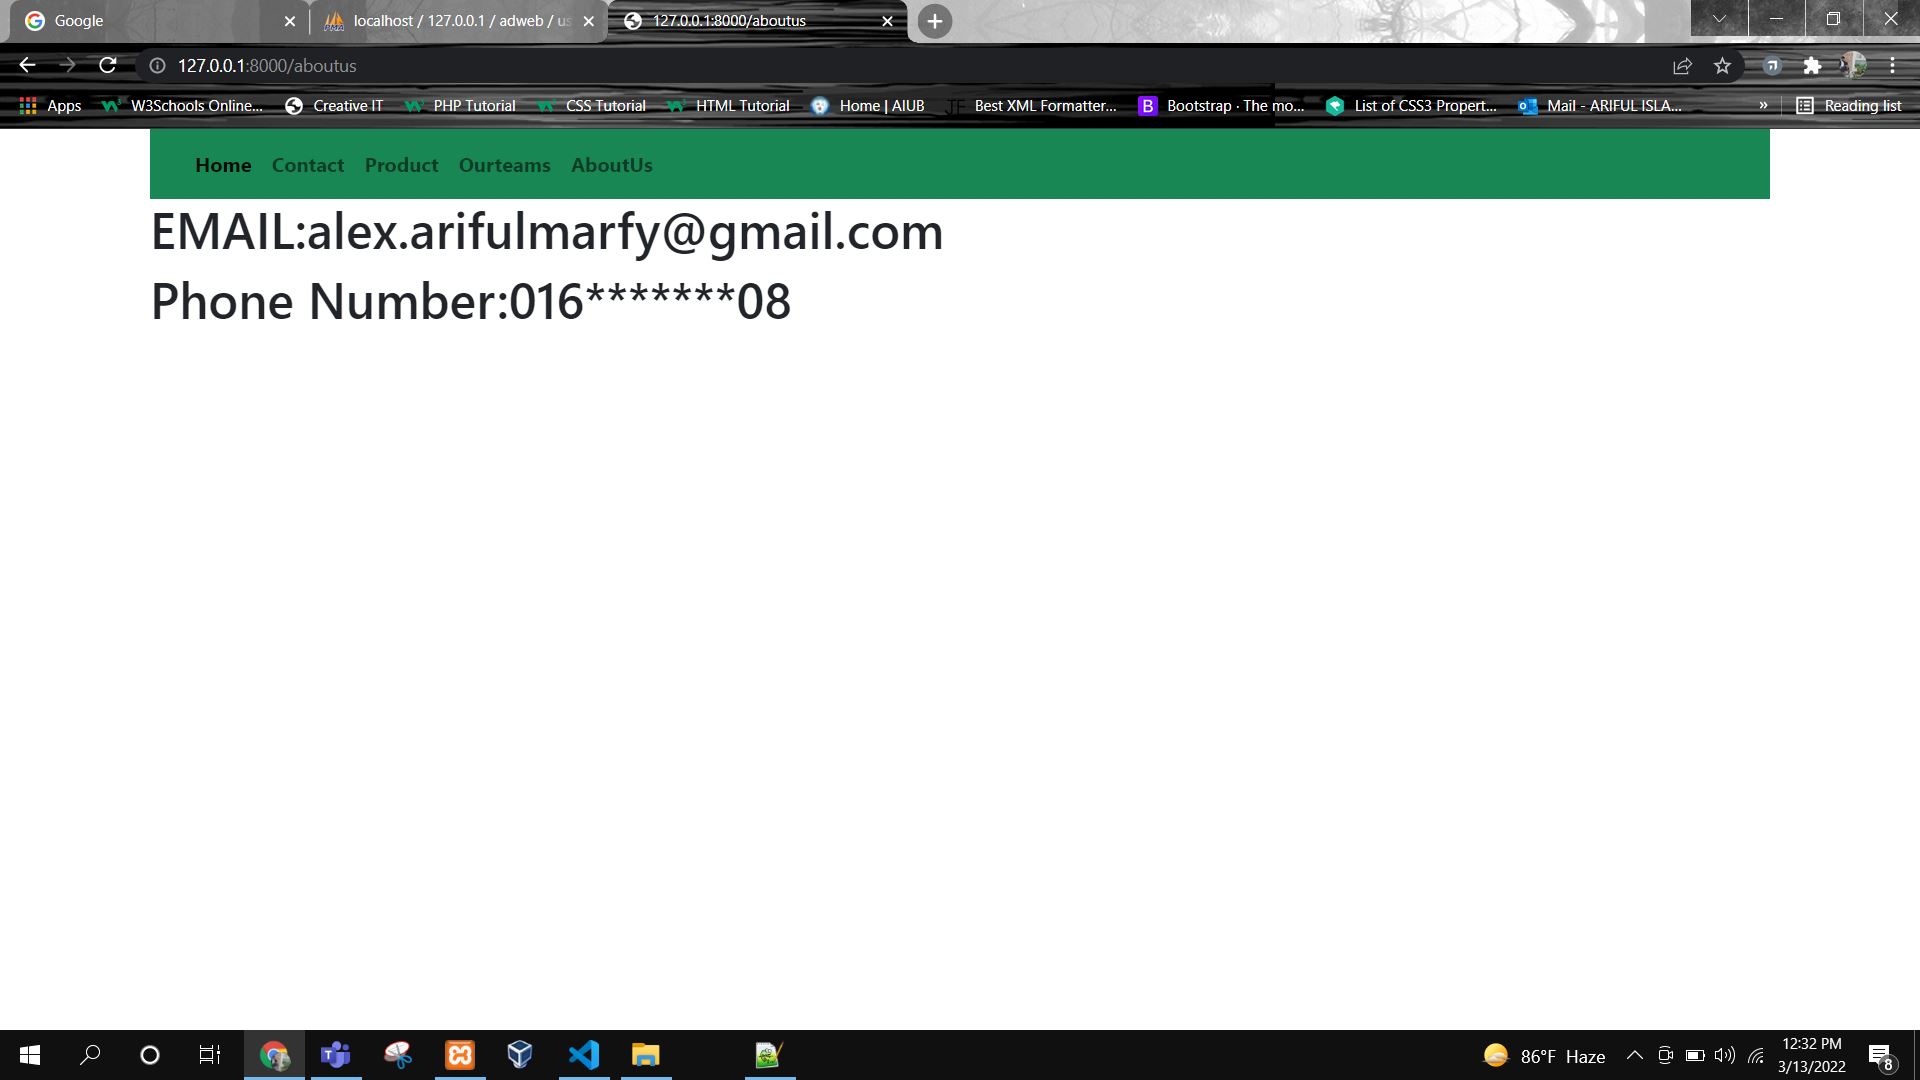 Google
localhost / 127.0.0.1 / adweb / us
127.0.0.1:8000/aboutus
127.0.0.1:8000/aboutus
Apps W3Schools Online... Creative IT PHP Tutorial CSS Tutorial HTML Tutorial Home | AIUB Best XML Formatter... Bootstrap · The mo... List of CSS3 Propert... Mail - ARIFUL ISLA... » Reading list
Home Contact Product Ourteams AboutUs
EMAIL:alex.arifulmarfy@gmail.com
Phone Number:016*******08
86°F Haze
12:32 PM
3/13/2022
8